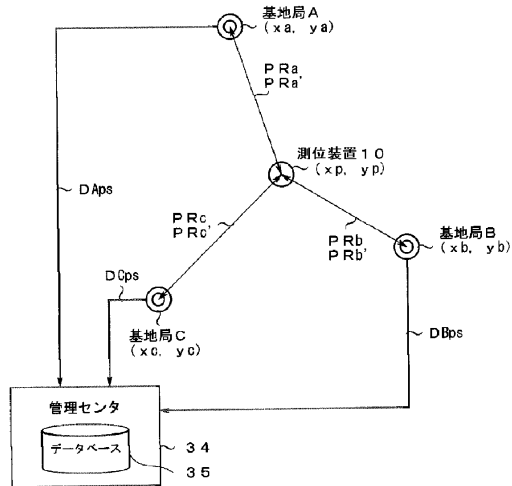 基地局A
(xa, ya)
PRa
PRa'
測位装置10
(xp, yp)
DAps
PRc
PRc'
PRb
PRb'
基地局B
(xb, yb)
DCps
基地局C
(xc, yc)
DBps
管理センタ
データベース
34
35